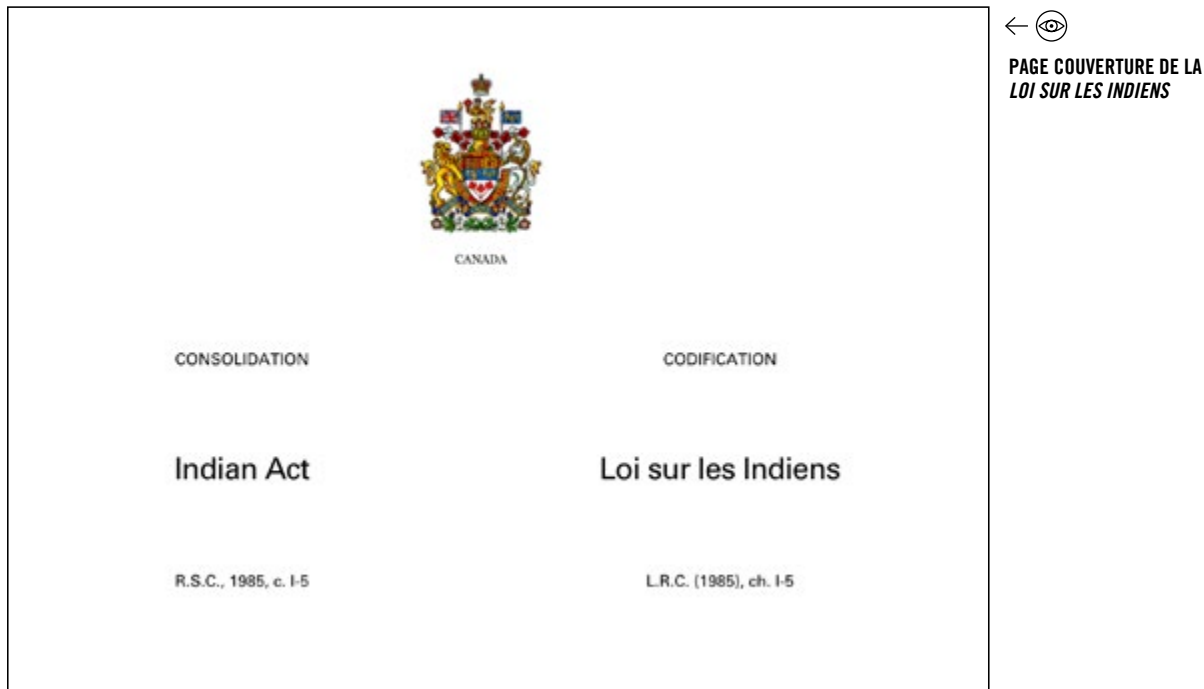 CANADA
CONSOLIDATION
CODIFICATION
Indian Act
Loi sur les Indiens
R.S.C., 1985, c. I-5
L.R.C. (1985), ch. I-5
PAGE COUVERTURE DE LA
LOI SUR LES INDIENS